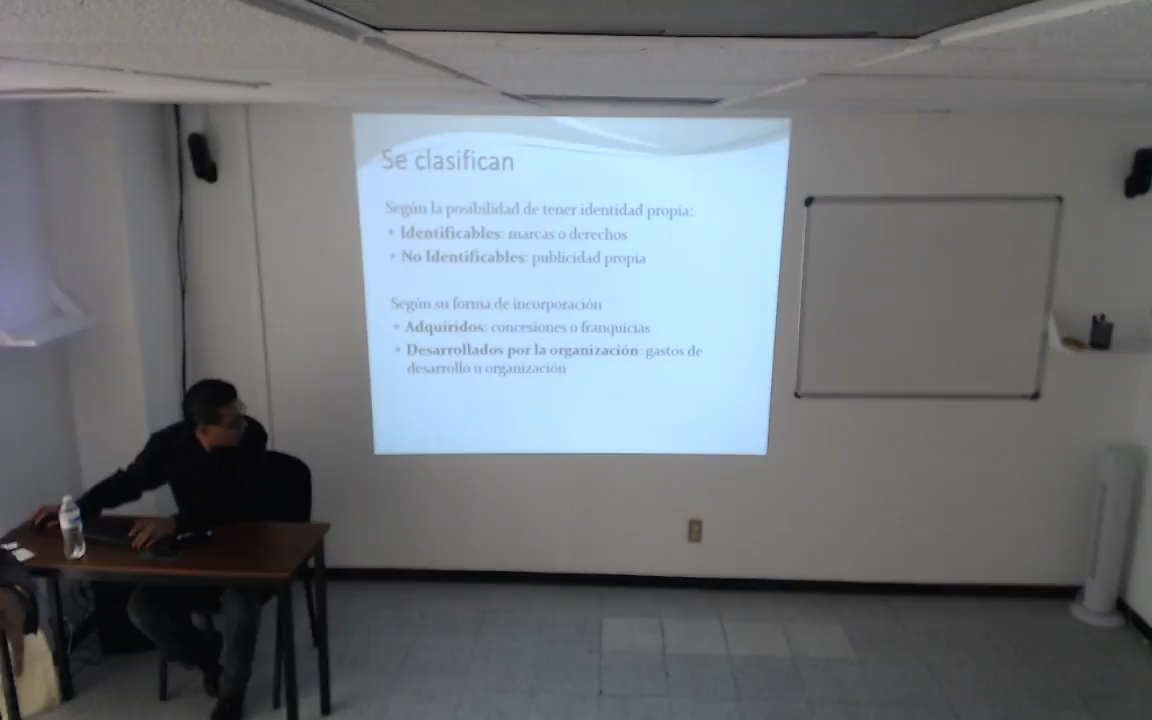 Se clasifican
Según la posibilidad de tener identidad propia:
• Identificables: marcas o derechos
• No Identificables: publicidad propia
Según su forma de incorporación
• Adquiridos: concesiones o franquicias
• Desarrollados por la organización: gastos de
desarrollo u organización